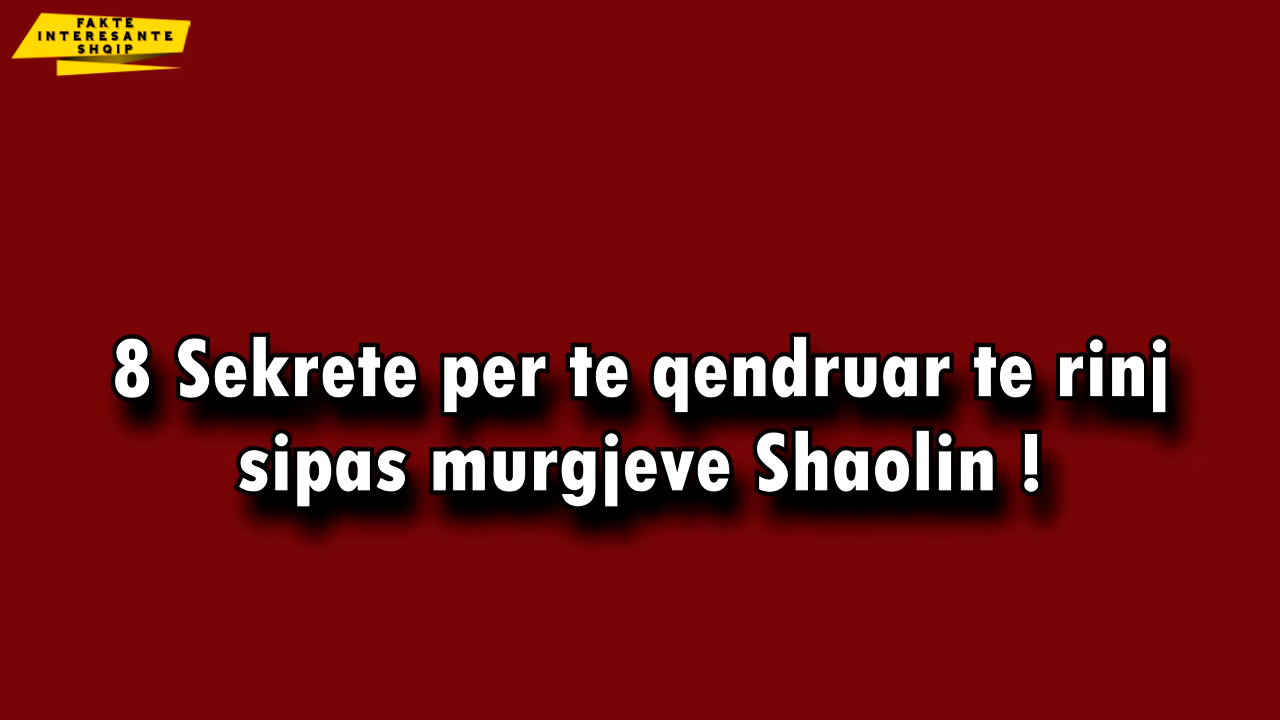 FAKTE
INTERESANTE
SHQIP
8 Sekrete per te qendruar te rinj
sipas murgjeve Shaolin !